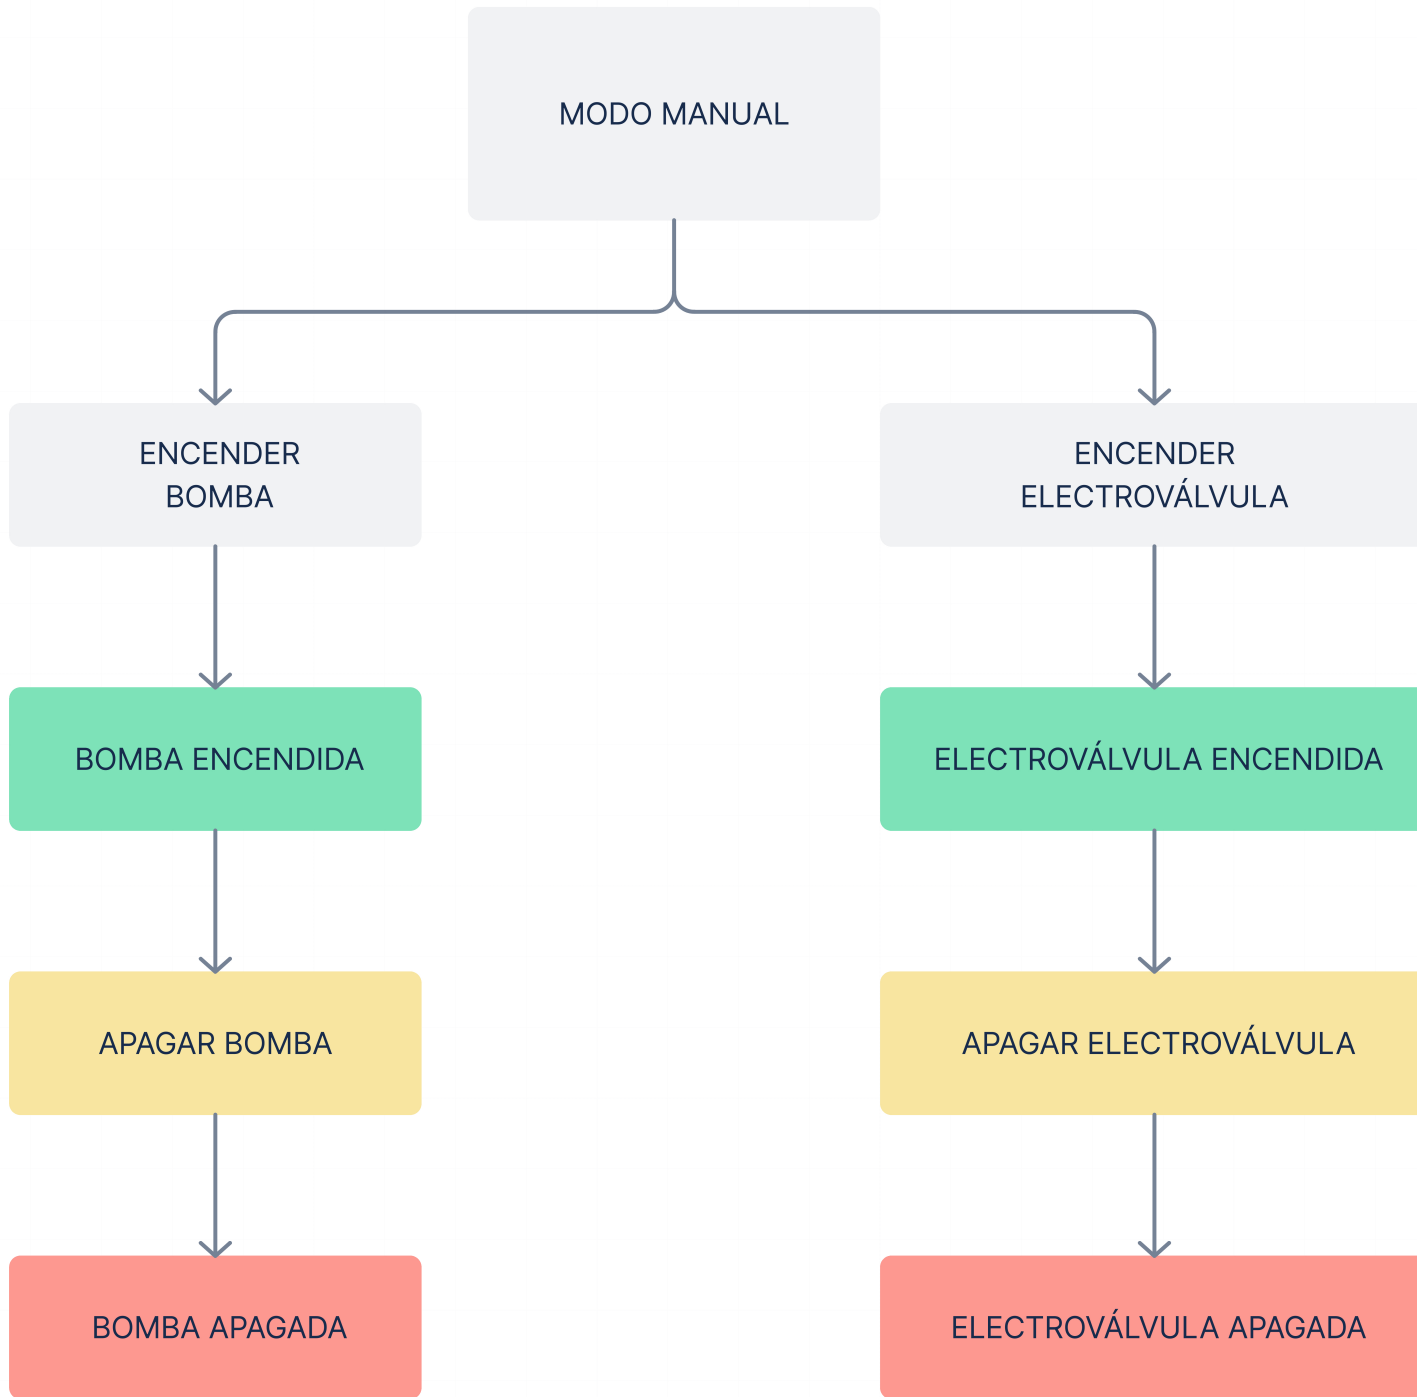 MODO MANUAL
ENCENDER
BOMBA
ENCENDER
ELECTROVÁLVULA
BOMBA ENCENDIDA
ELECTROVÁLVULA ENCENDIDA
APAGAR BOMBA
APAGAR ELECTROVÁLVULA
BOMBA APAGADA
ELECTROVÁLVULA APAGADA